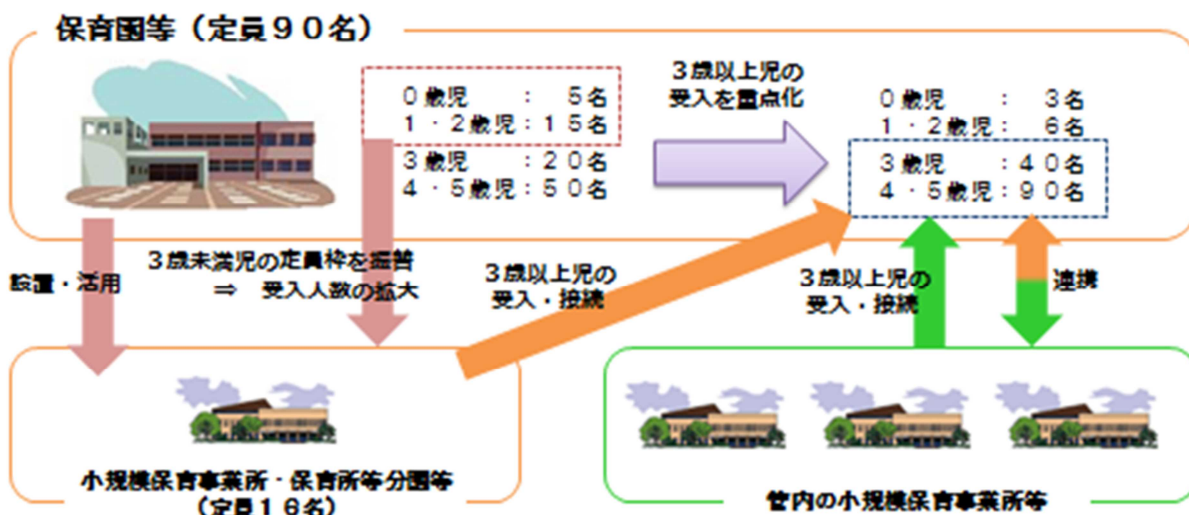 保育園等（定員９０名）
０歳児　　：　５名
１・２歳児：１５名
３歳児　　：２０名
４・５歳児：５０名
３歳以上児の
受入を重点化
０歳児　　：　３名
１・２歳児：　６名
３歳児　　：４０名
４・５歳児：９０名
設置・活用
３歳未満児の定員枠を振替
⇒　受入人数の拡大
３歳以上児の
受入・接続
３歳以上児の
受入・接続
連携
小規模保育事業所・保育所等分園等
（定員１６名）
管内の小規模保育事業所等